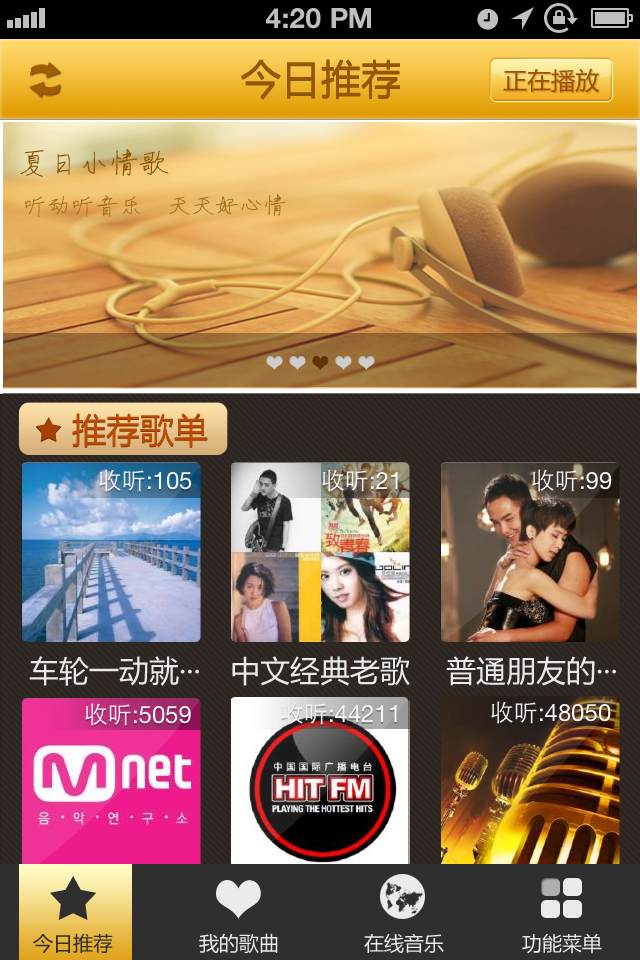 4:20 PM
今日推荐
正在播放
夏日小情歌
听动听音乐 天天好心情
推荐歌单
收听:105
收听:21
收听:99
致青春
车轮一动就…
中文经典老歌
普通朋友的…
收听:5059
收听:44211
收听:48050
Mnet
음·악·연·구·소
中国国际广播电台
HIT FM
PLAYING THE HOTTEST HITS
今日推荐
我的歌曲
在线音乐
功能菜单